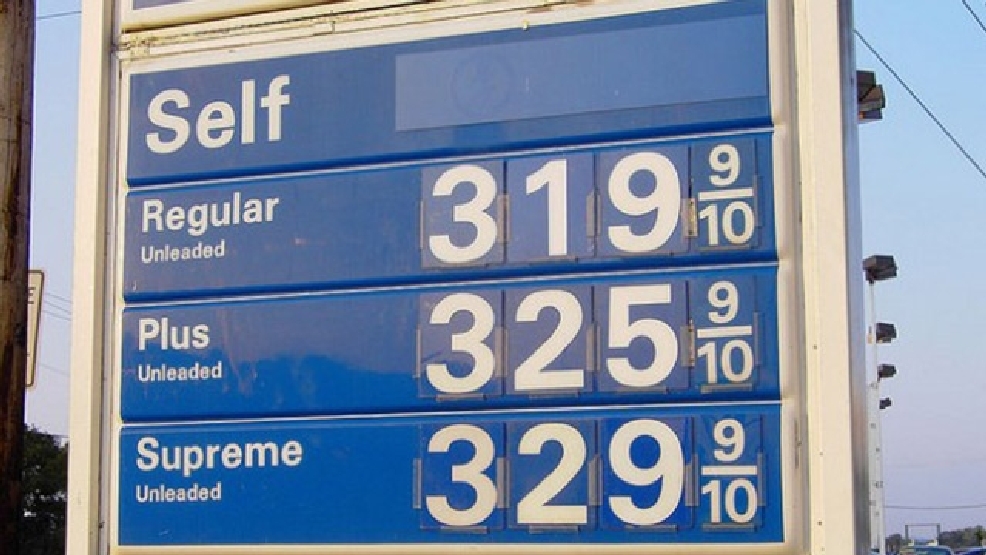 Self
Regular 319 9/10
Unleaded
Plus 325 9/10
Unleaded
Supreme 329 9/10
Unleaded
E